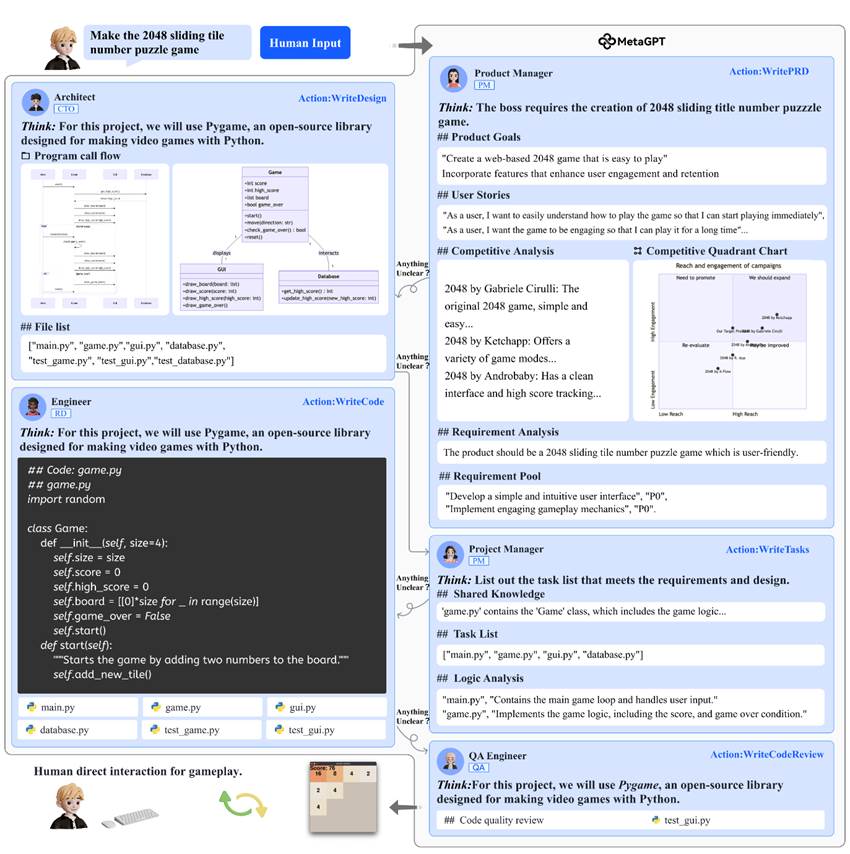 Make the 2048 sliding tile
number puzzle game
Human Input
MetaGPT
Product Manager
PM
Action:WritePRD
Think: The boss requires the creation of 2048 sliding title number puzzzle
game.
## Product Goals
"Create a web-based 2048 game that is easy to play"
Incorporate features that enhance user engagement and retention
## User Stories
"As a user, I want to easily understand how to play the game so that I can start playing immediately",
"As a user, I want the game to be engaging so that I can play it for a long time"...
## Competitive Analysis
2048 by Gabriele Cirulli: The
original 2048 game, simple and
easy...
2048 by Ketchapp: Offers a
variety of game modes...
2048 by Androbaby: Has a clean
interface and high score tracking...
Competitive Quadrant Chart
Reach and engagement of campaigns
Need to promote
We should expand
2048 by Ketchapp
Our Target Product
2048 by Gabriele Cirulli
Re-evaluate
May be improved
High Engagement
Low Engagement
Low Reach
High Reach
## Requirement Analysis
The product should be a 2048 sliding tile number puzzle game which is user-friendly.
## Requirement Pool
"Develop a simple and intuitive user interface", "P0",
"Implement engaging gameplay mechanics", "P0".
Architect
CTO
Action:WriteDesign
Think: For this project, we will use Pygame, an open-source library
designed for making video games with Python.
Program call flow
Game
+int score
+int high_score
+list board
+bool game_over
+start()
+move(direction: str)
+check_game_over() : bool
+reset()
displays
interacts
GUI
+draw_board(board: list)
+draw_score(score: int)
+draw_high_score(high_score: int)
+draw_game_over()
Database
+get_high_score() : int
+update_high_score(new_high_score: int)
## File list
["main.py", "game.py","gui.py", "database.py",
"test_game.py", "test_gui.py","test_database.py"]
Anything
Unclear ?
Anything
Unclear ?
Engineer
RD
Action:WriteCode
Think: For this project, we will use Pygame, an open-source library
designed for making video games with Python.
## Code: game.py
## game.py
import random
class Game:
def __init__(self, size=4):
self.size = size
self.score = 0
self.high_score = 0
self.board = [[0]*size for _ in range(size)]
self.game_over = False
self.start()
def start(self):
"""Starts the game by adding two numbers to the board."""
self.add_new_tile()
main.py
game.py
gui.py
database.py
test_game.py
test_gui.py
Project Manager
PM
Action:WriteTasks
Think: List out the task list that meets the requirements and design.
## Shared Knowledge
'game.py' contains the 'Game' class, which includes the game logic...
## Task List
["main.py", "game.py", "gui.py", "database.py"]
## Logic Analysis
"main.py", "Contains the main game loop and handles user input."
"game.py", "Implements the game logic, including the score, and game over condition."
Anything
Unclear ?
Anything
Unclear ?
QA Engineer
QA
Action:WriteCodeReview
Think:For this project, we will use Pygame, an open-source library
designed for making video games with Python.
## Code quality review
test_gui.py
Human direct interaction for gameplay.
Score: 76
16 8 4 2
2 4
4